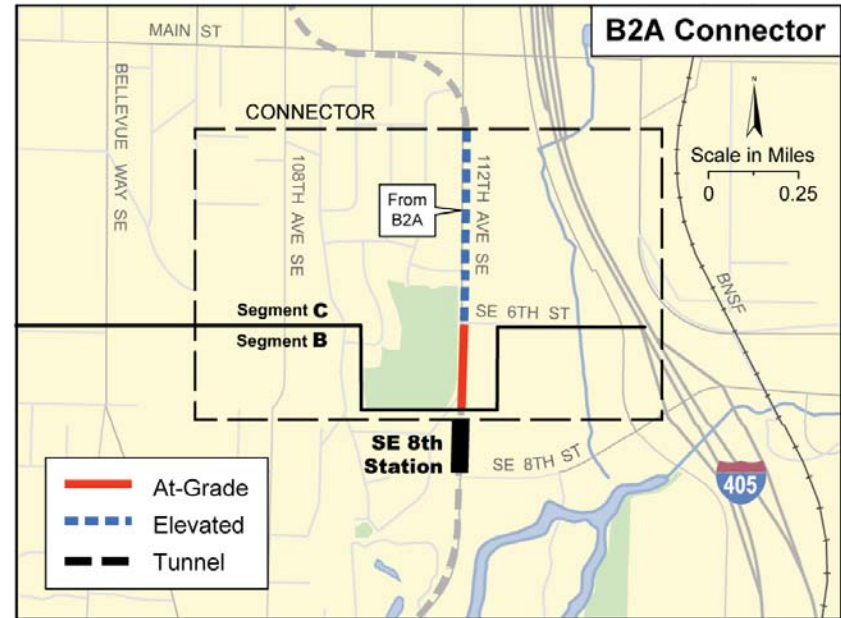 B2A Connector
MAIN ST
BELLEVUE WAY SE
CONNECTOR
108TH AVE SE
112TH AVE SE
From
B2A
N
Scale in Miles
0 0.25
BNSF
Segment C
Segment B
SE 6TH ST
SE 8th
Station
SE 8TH ST
405
At-Grade
Elevated
Tunnel